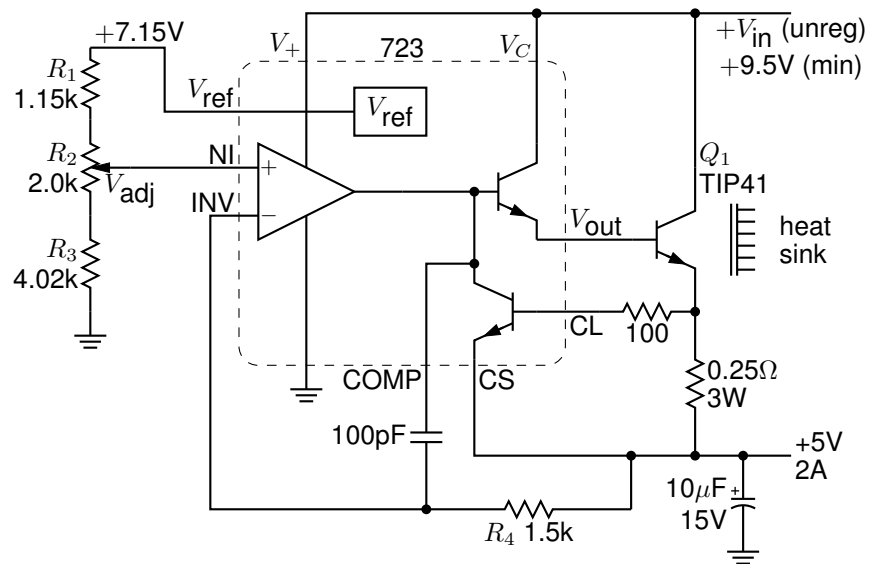 +7.15V
V+
723
VC
+Vin (unreg)
+9.5V (min)
R1
1.15k
Vref
Vref
R2
2.0k
Vadj
NI
+
INV
−
Q1
TIP41
Vout
heat
sink
R3
4.02k
CL
100
COMP
CS
0.25Ω
3W
100pF
+5V
2A
10μF
+
15V
R4 1.5k